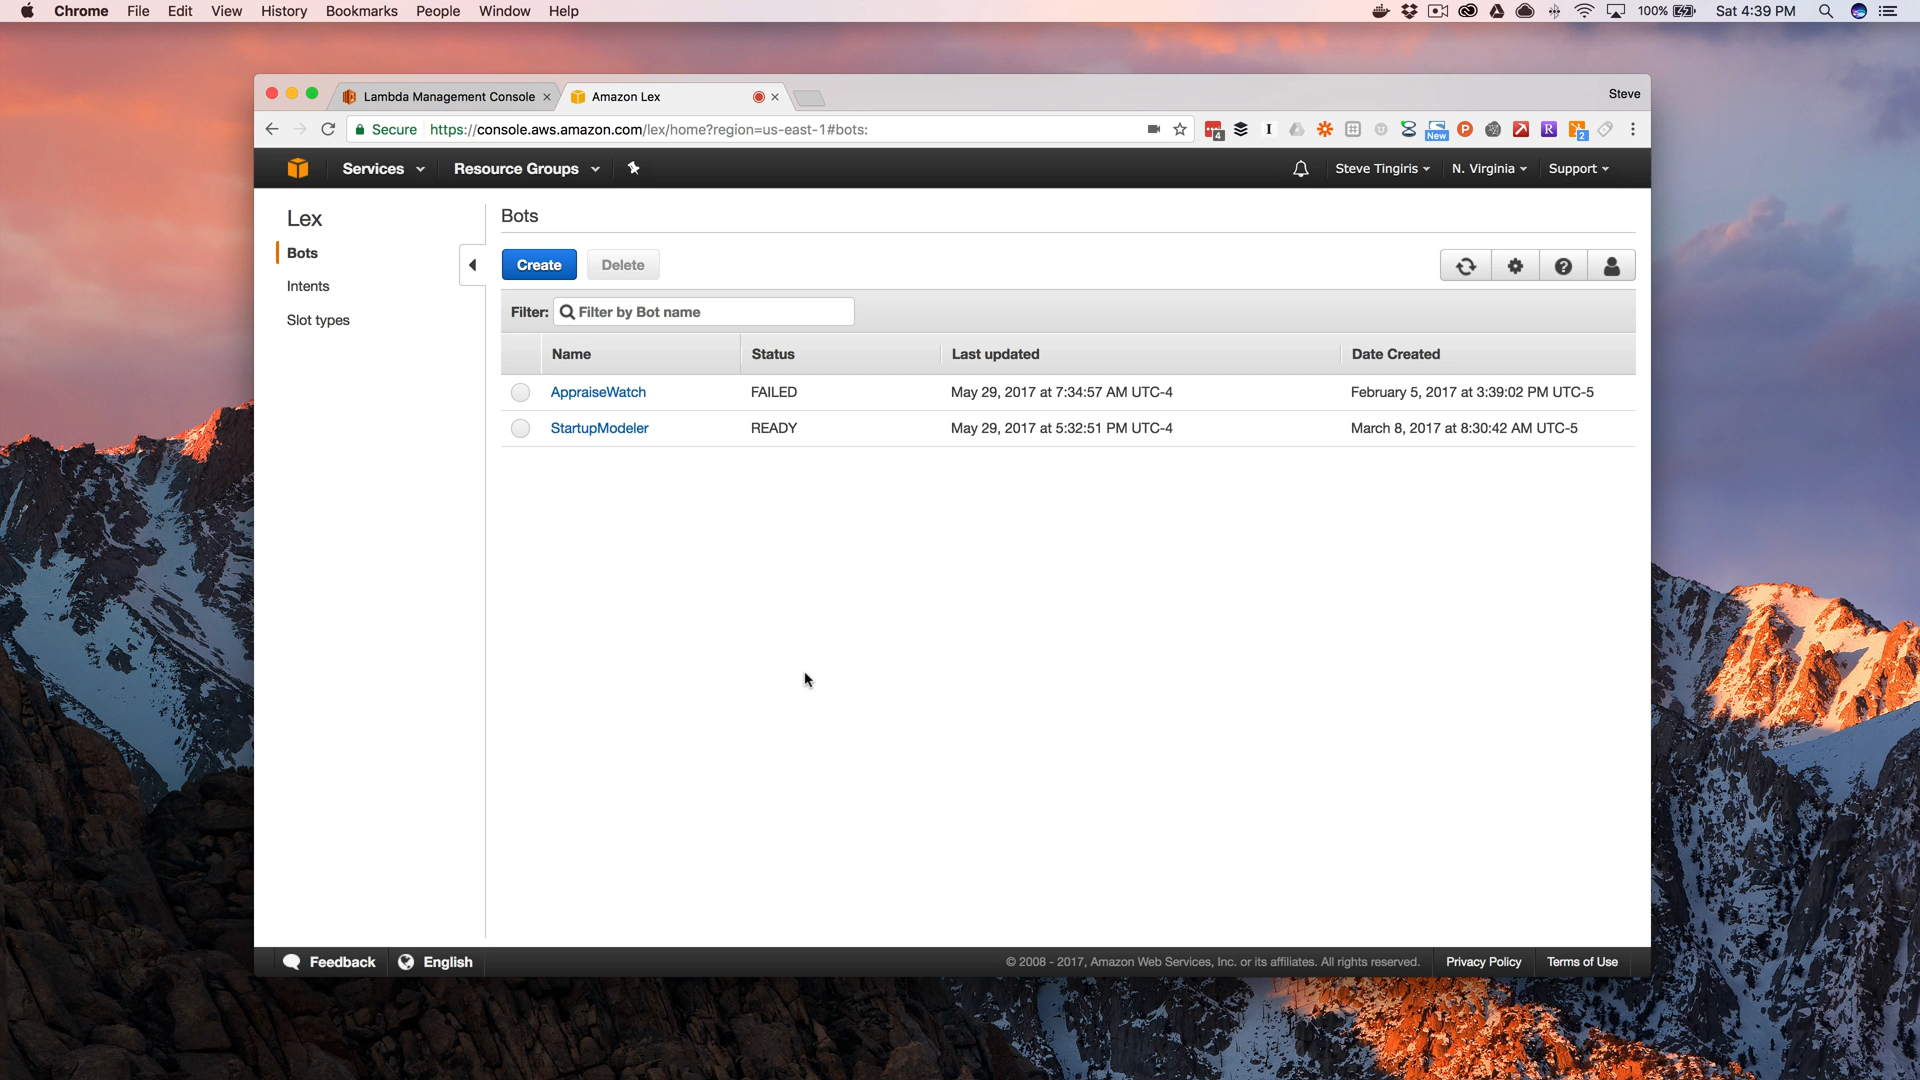 Chrome File Edit View History Bookmarks People Window Help 100% Sat 4:39 PM
Lambda Management Console Amazon Lex Steve
Secure https://console.aws.amazon.com/lex/home?region=us-east-1#bots: 4 I New P R 2
Services Resource Groups Steve Tingiris N. Virginia Support
Lex
Bots
Intents
Slot types
Bots
Create Delete
Filter: Filter by Bot name
Name Status Last updated Date Created
AppraiseWatch FAILED May 29, 2017 at 7:34:57 AM UTC-4 February 5, 2017 at 3:39:02 PM UTC-5
StartupModeler READY May 29, 2017 at 5:32:51 PM UTC-4 March 8, 2017 at 8:30:42 AM UTC-5
Feedback English © 2008 - 2017, Amazon Web Services, Inc. or its affiliates. All rights reserved. Privacy Policy Terms of Use